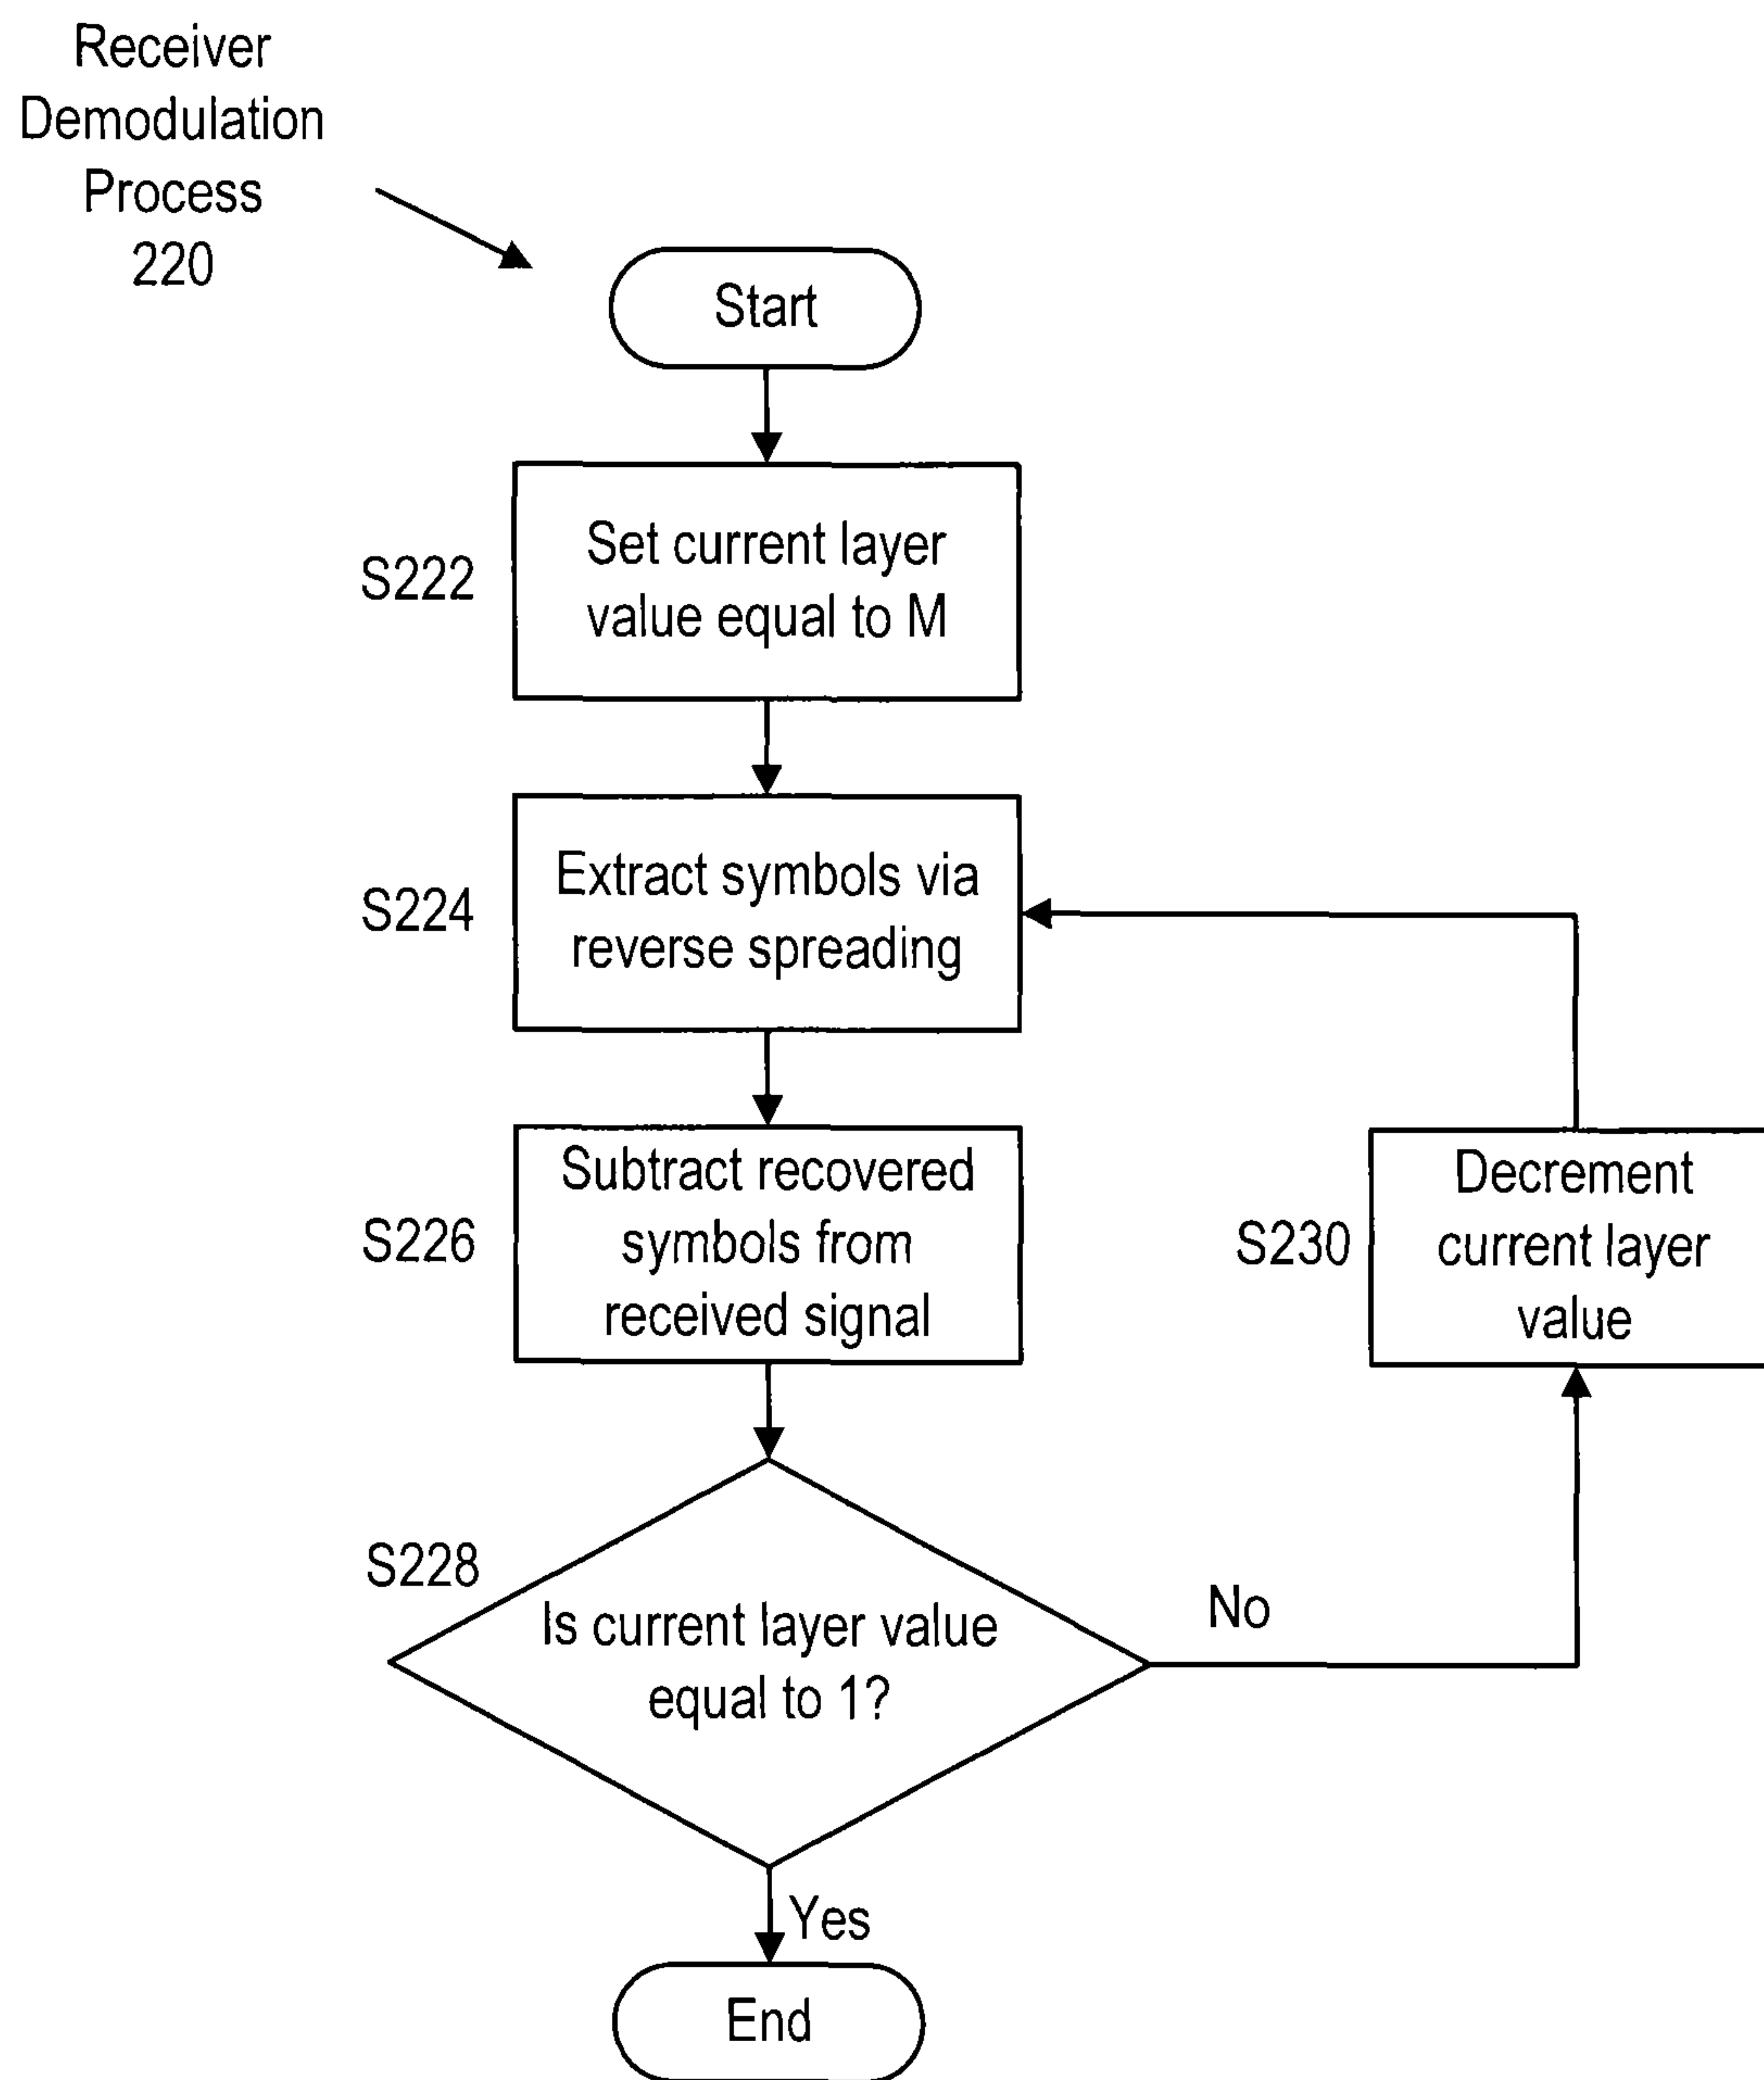 Receiver
Demodulation
Process
220
Start
S222
Set current layer
value equal to M
S224
Extract symbols via
reverse spreading
S226
Subtract recovered
symbols from
received signal
S230
Decrement
current layer
value
S228
Is current layer value
equal to 1?
No
Yes
End